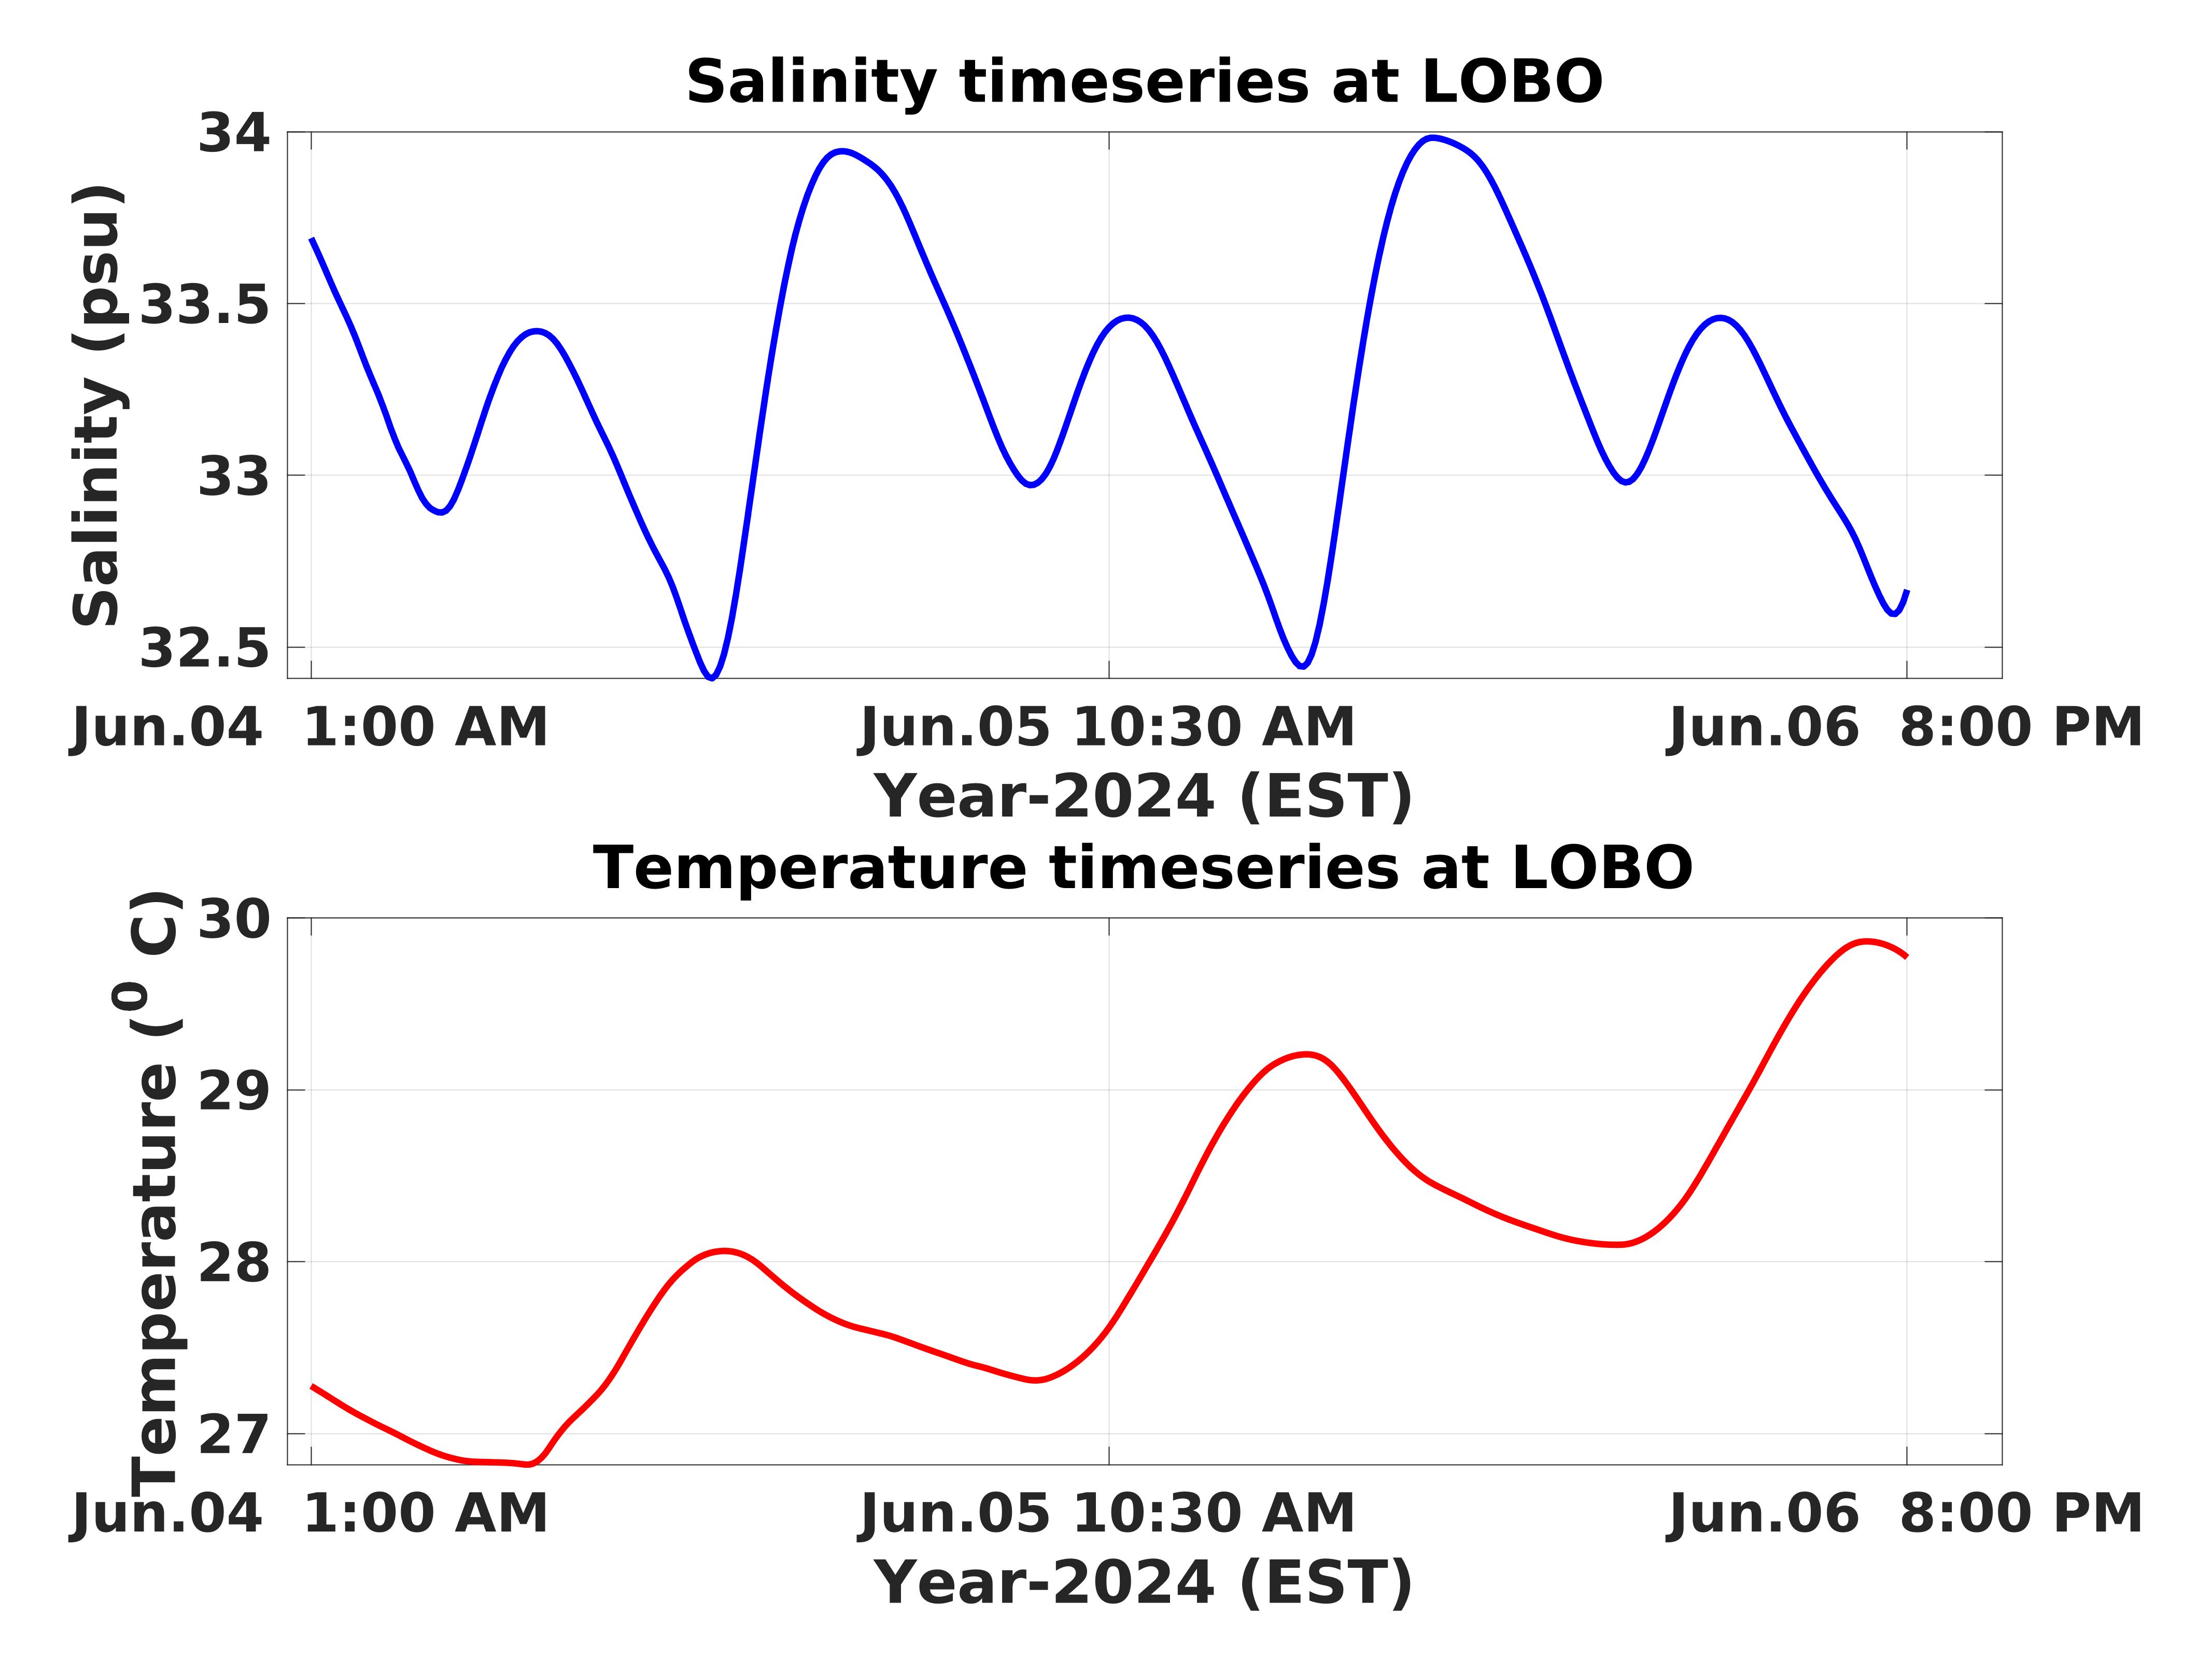 Salinity timeseries at LOBO
Salinity (psu)
34
33.5
33
32.5
Jun.04 1:00 AM Jun.05 10:30 AM Jun.06 8:00 PM
Year-2024 (EST)
Temperature timeseries at LOBO
Temperature (⁰ C)
30
29
28
27
Jun.04 1:00 AM Jun.05 10:30 AM Jun.06 8:00 PM
Year-2024 (EST)